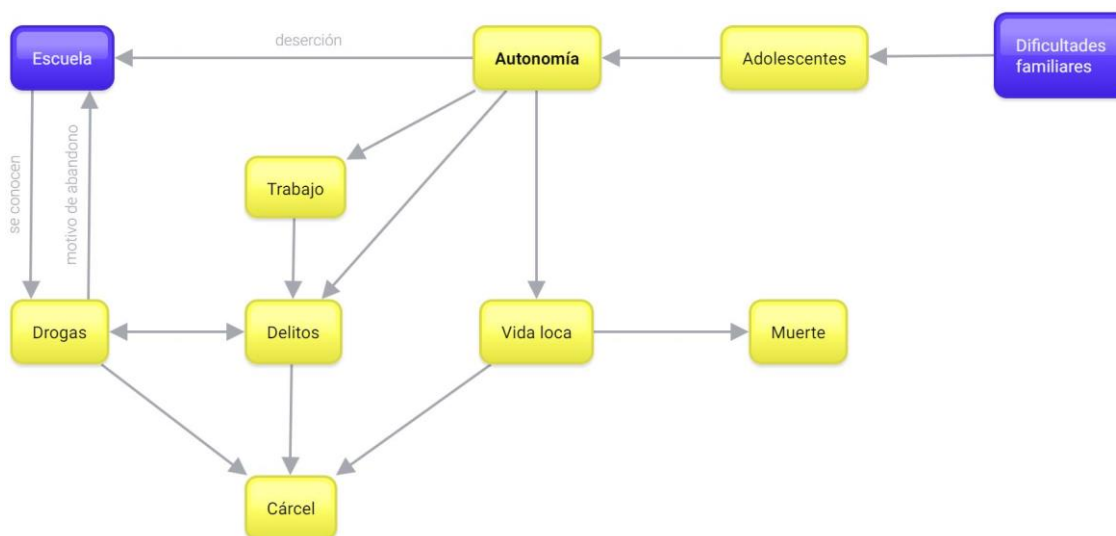 deserción
Escuela
Autonomía
Adolescentes
Dificultades
familiares
se conocen
motivo de abandono
Trabajo
Drogas
Delitos
Vida loca
Muerte
Cárcel